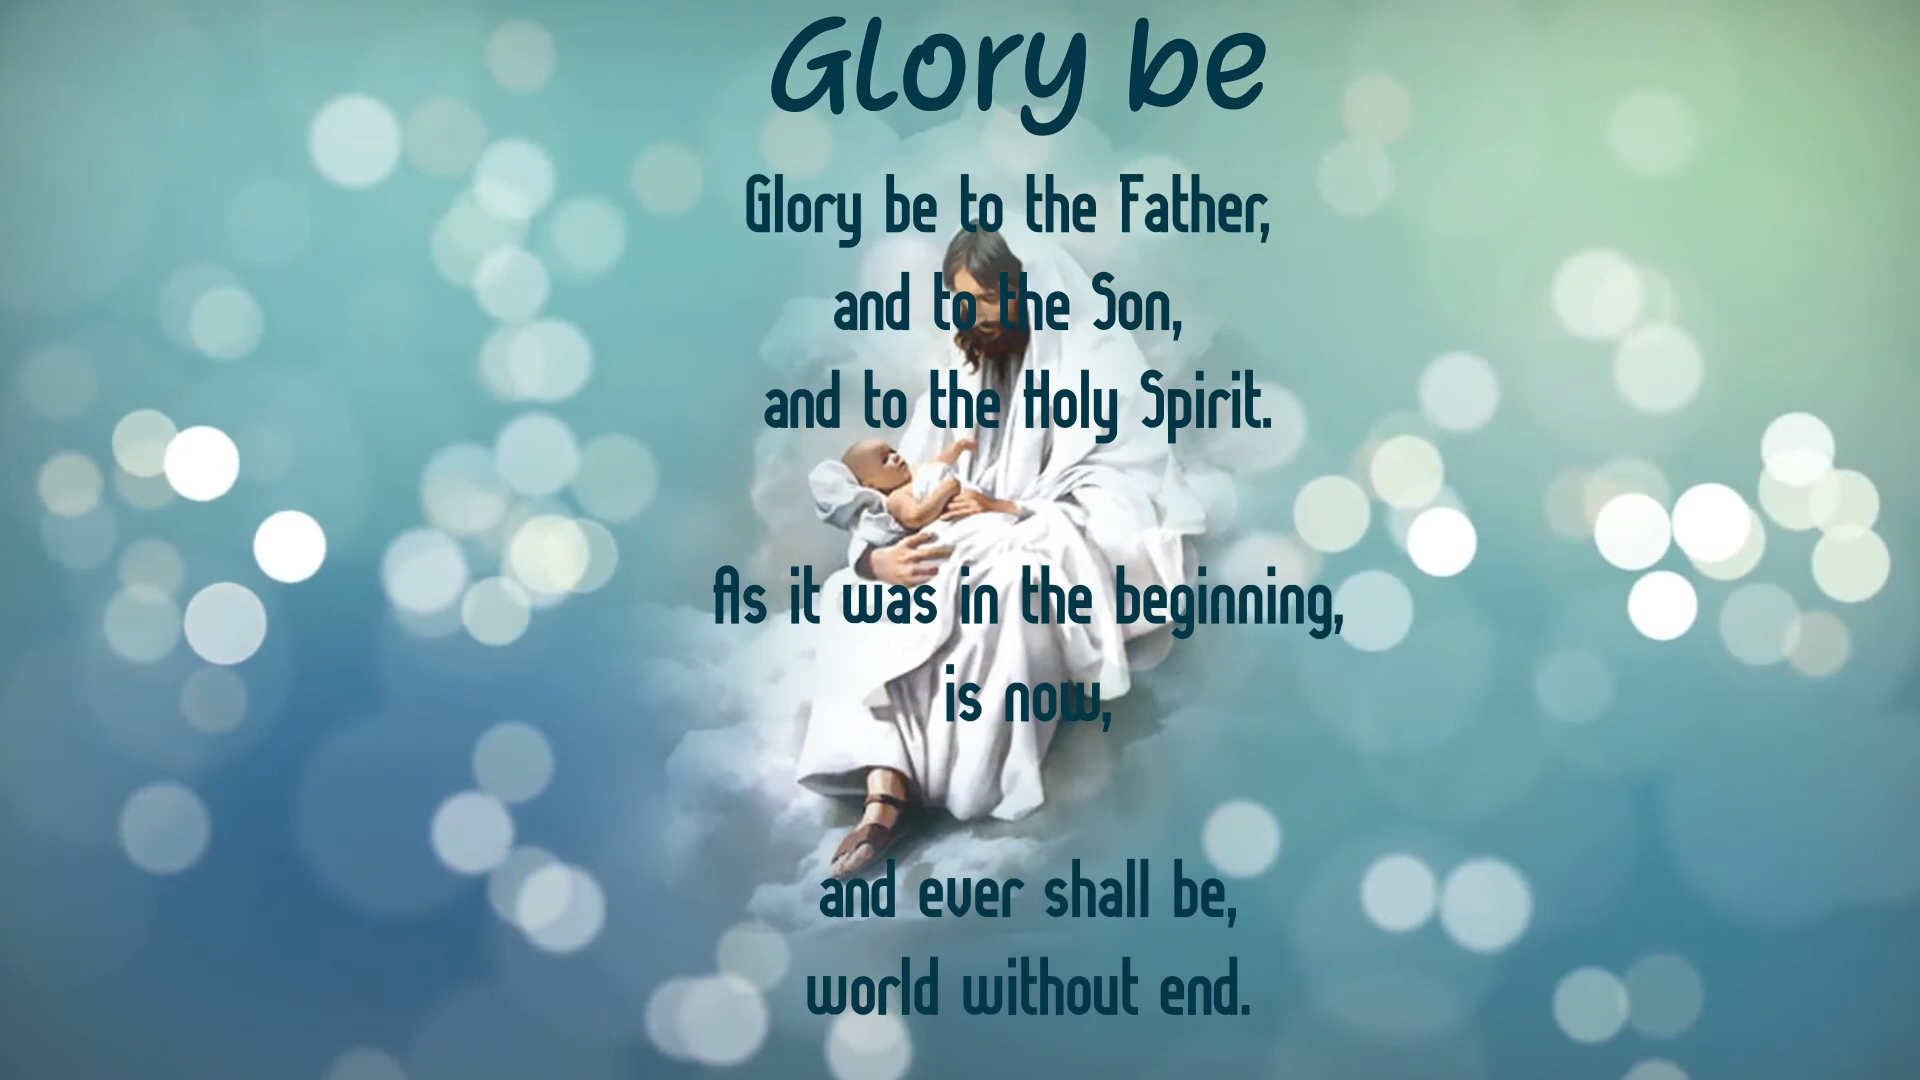 Glory be
Glory be to the Father,
and to the Son,
and to the Holy Spirit.
As it was in the beginning,
is now,
and ever shall be,
world without end.